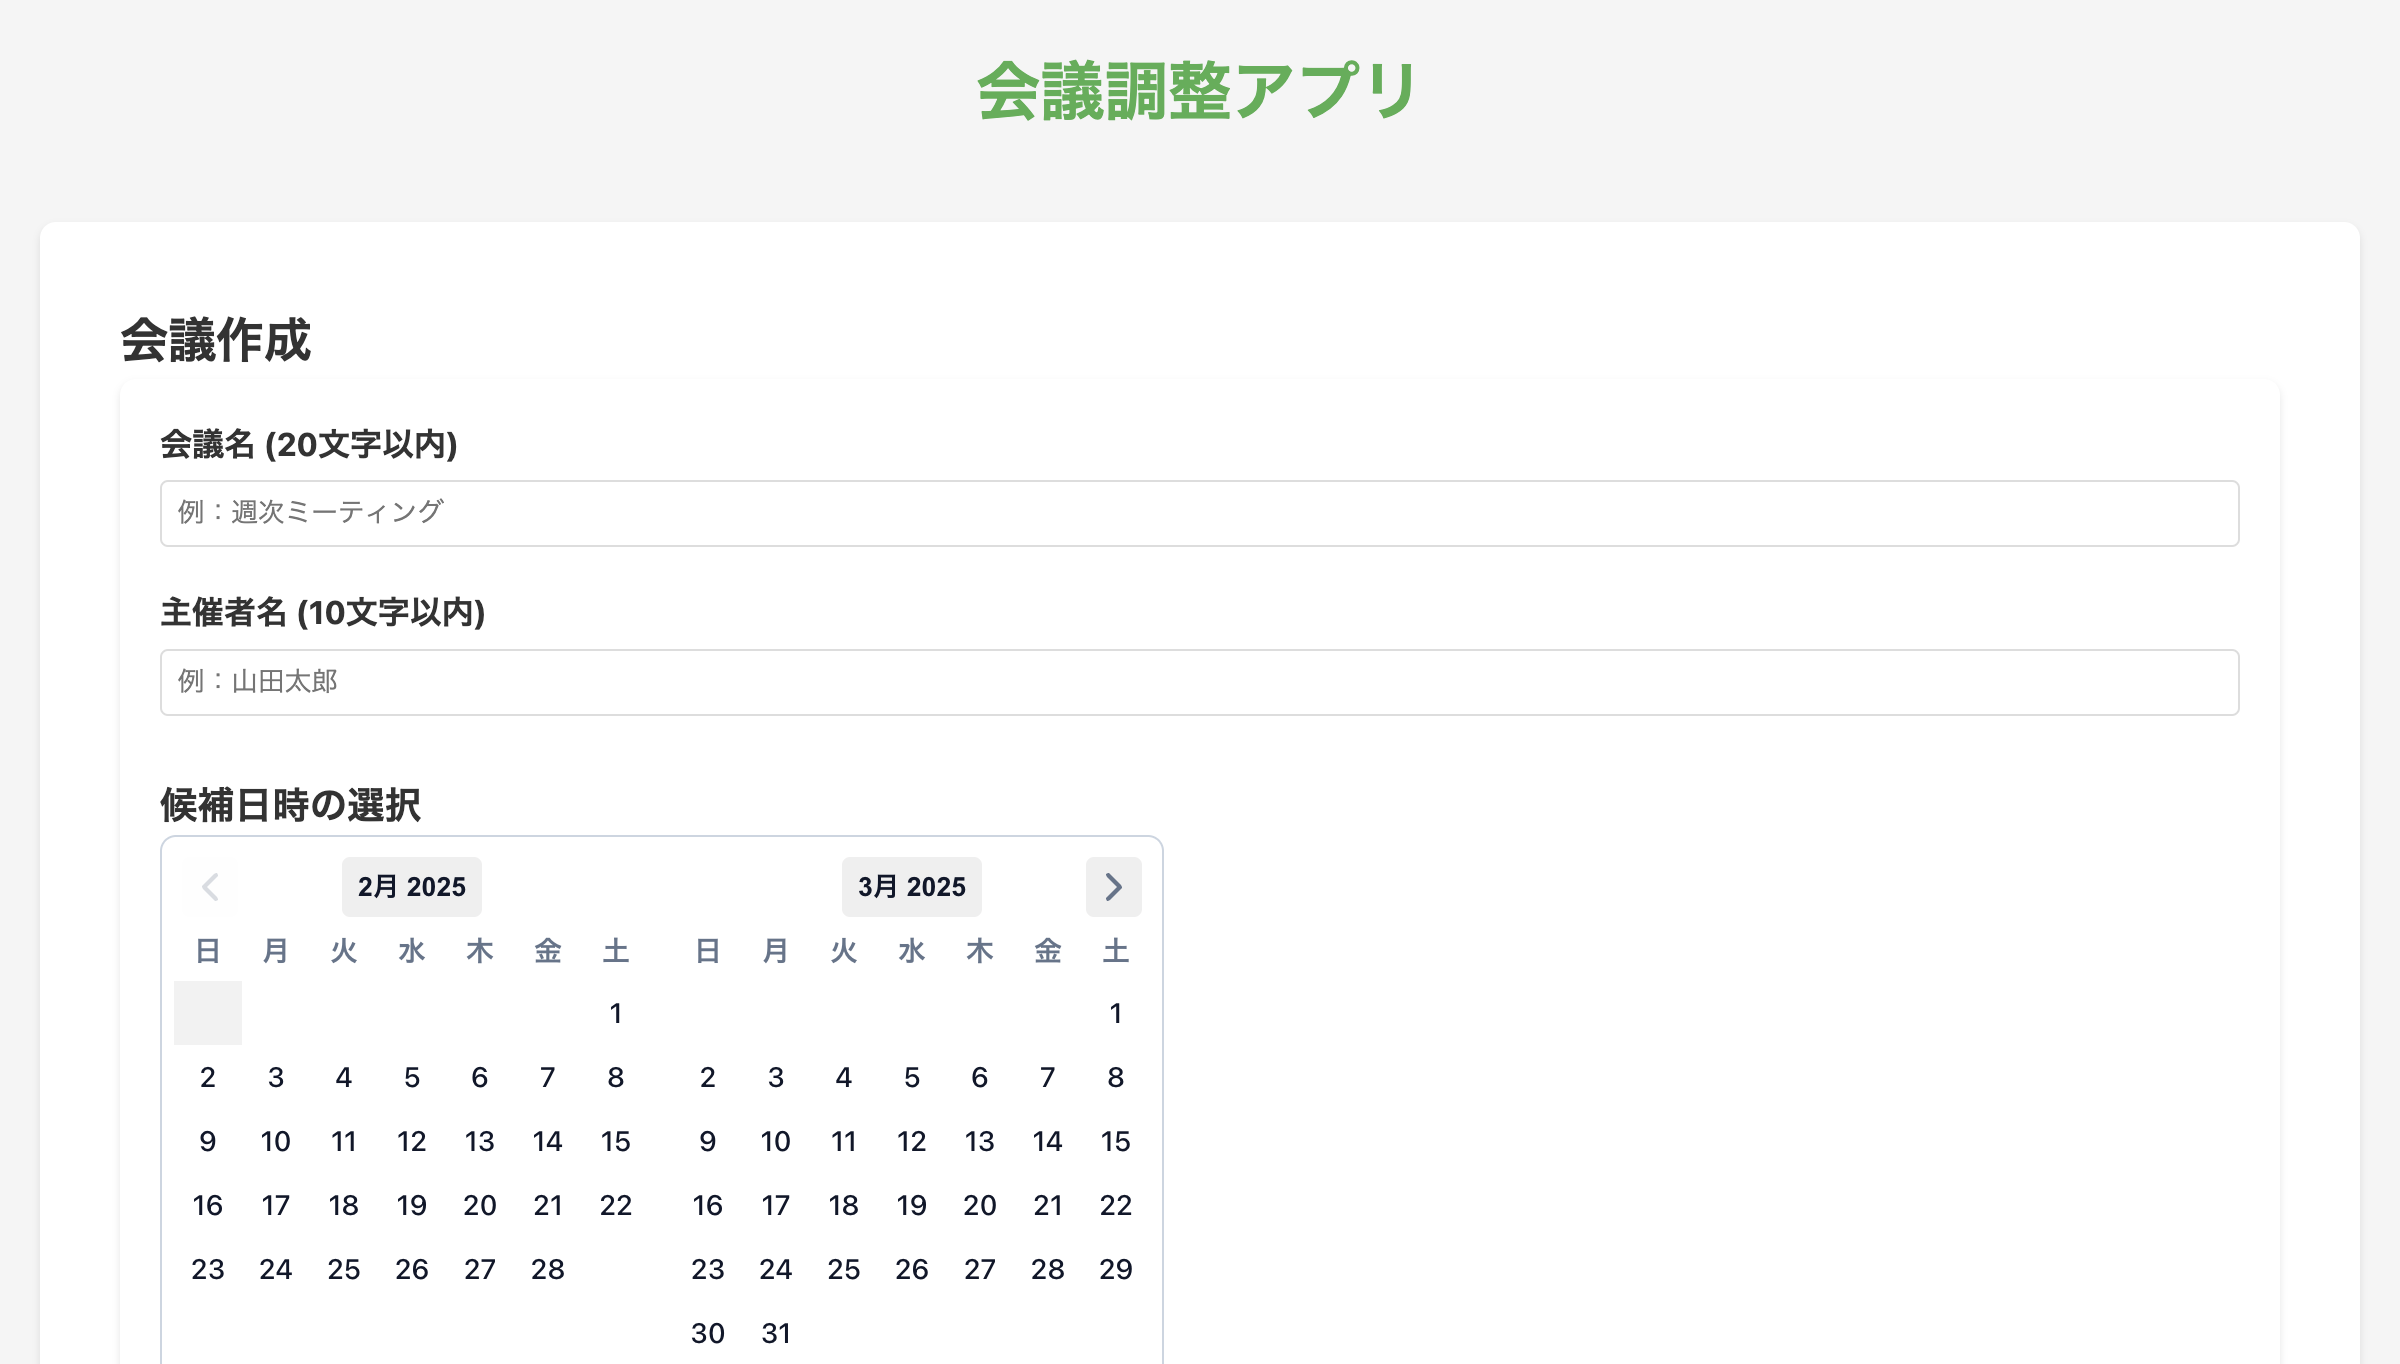 会議調整アプリ
会議作成
会議名 (20文字以内)
例：週次ミーティング
主催者名 (10文字以内)
例：山田太郎
候補日時の選択
2月 2025
日 月 火 水 木 金 土
1
2 3 4 5 6 7 8
9 10 11 12 13 14 15
16 17 18 19 20 21 22
23 24 25 26 27 28
3月 2025
日 月 火 水 木 金 土
1
2 3 4 5 6 7 8
9 10 11 12 13 14 15
16 17 18 19 20 21 22
23 24 25 26 27 28 29
30 31